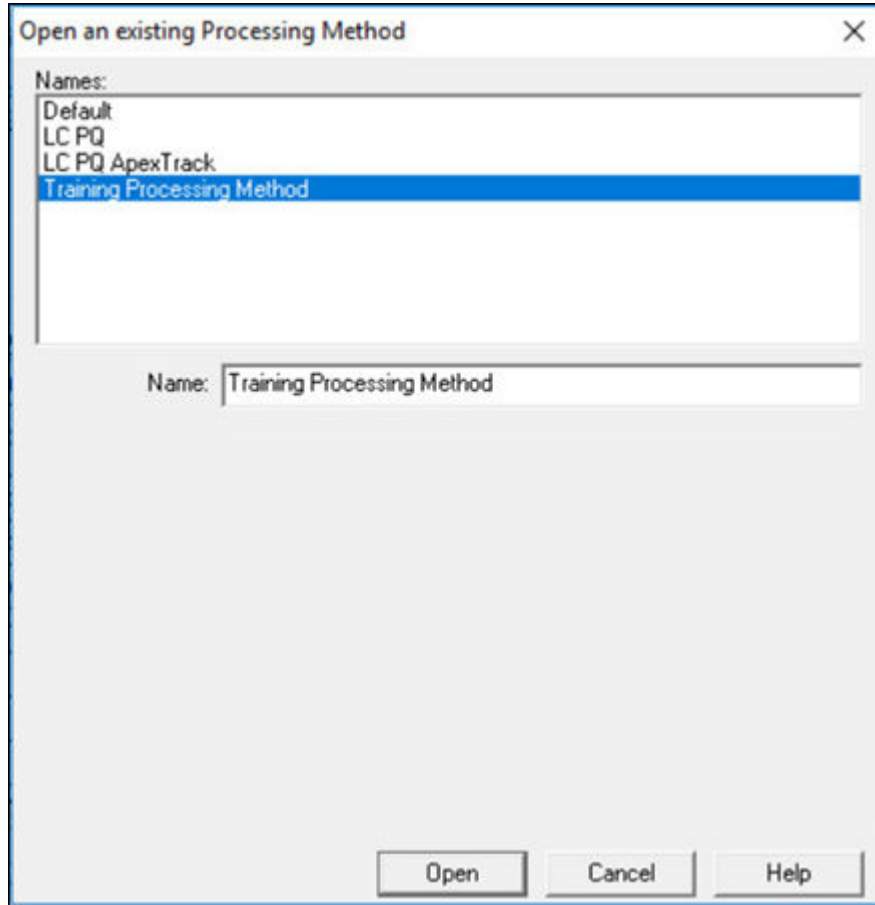 Open an existing Processing Method
Names:
Default
LC PQ
LC PQ ApexTrack
Training Processing Method
Name: Training Processing Method
Open Cancel Help